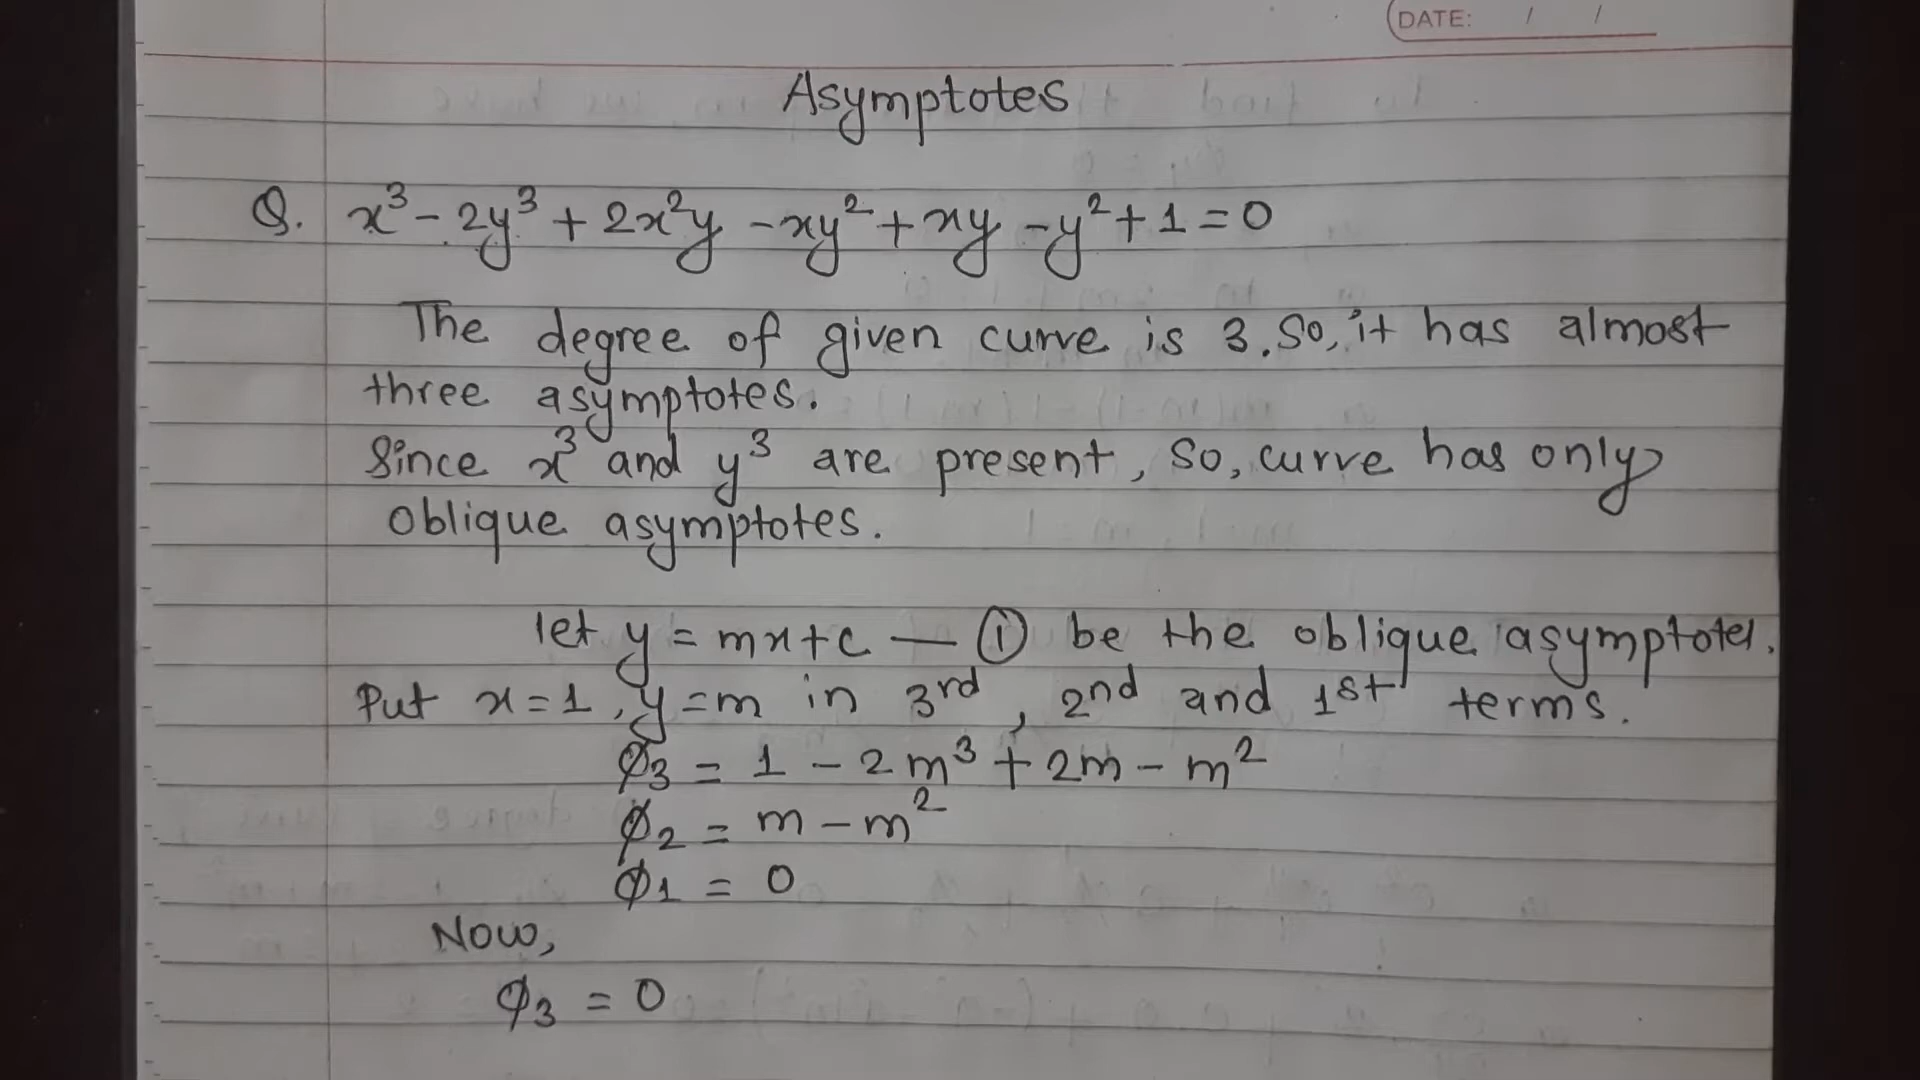 DATE: / /
Asymptotes
Q. x³ - 2y³ + 2x²y - xy² + xy - y² + 1 = 0
The degree of given curve is 3. So, it has almost
three asymptotes.
Since x³ and y³ are present, so, curve has only
oblique asymptotes.
let y = mx + c — ① be the oblique asymptotes.
Put x = 1, y = m in 3rd, 2nd and 1st terms.
ϕ3 = 1 - 2m³ + 2m - m²
ϕ2 = m - m²
ϕ1 = 0
Now,
ϕ3 = 0